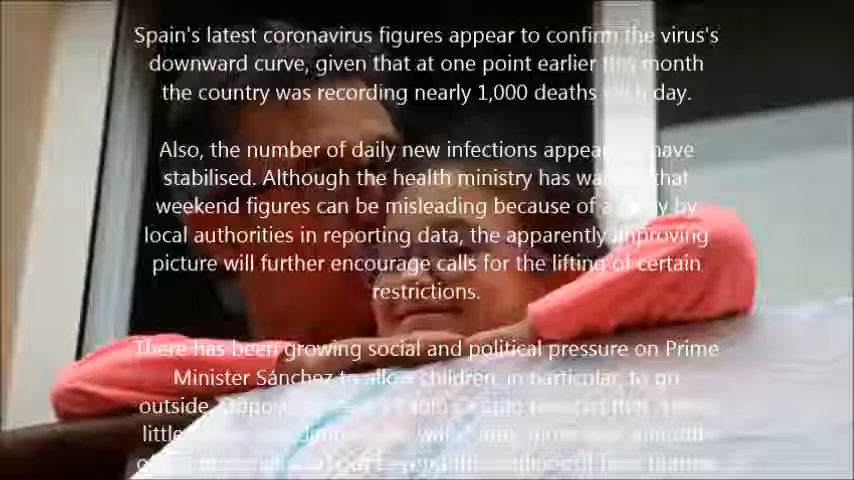 Spain's latest coronavirus figures appear to confirm the virus's
downward curve, given that at one point earlier this month
the country was recording nearly 1,000 deaths each day.
Also, the number of daily new infections appears to have
stabilised. Although the health ministry has warned that
weekend figures can be misleading because of a delay by
local authorities in reporting data, the apparently improving
picture will further encourage calls for the lifting of certain
restrictions.
There has been growing social and political pressure on Prime
Minister Sánchez to allow children, in particular, to go
outside.
little